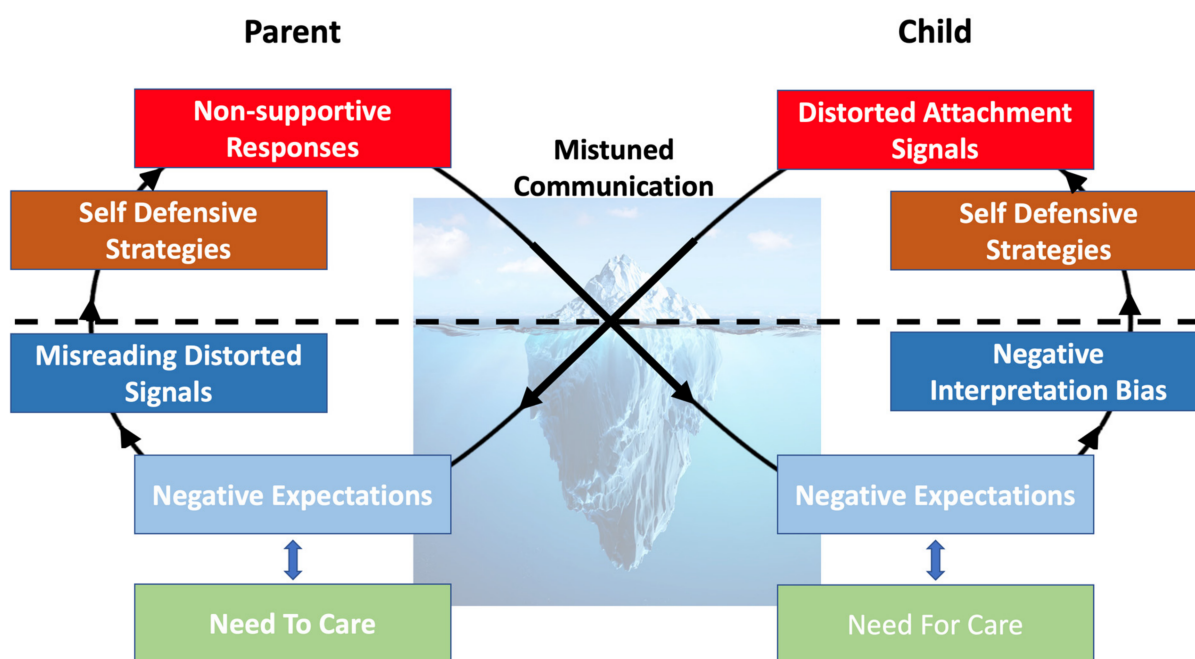 Parent
Child
Non-supportive
Responses
Distorted Attachment
Signals
Mistuned
Communication
Self Defensive
Strategies
Self Defensive
Strategies
Misreading Distorted
Signals
Negative
Interpretation Bias
Negative Expectations
Negative Expectations
Need To Care
Need For Care